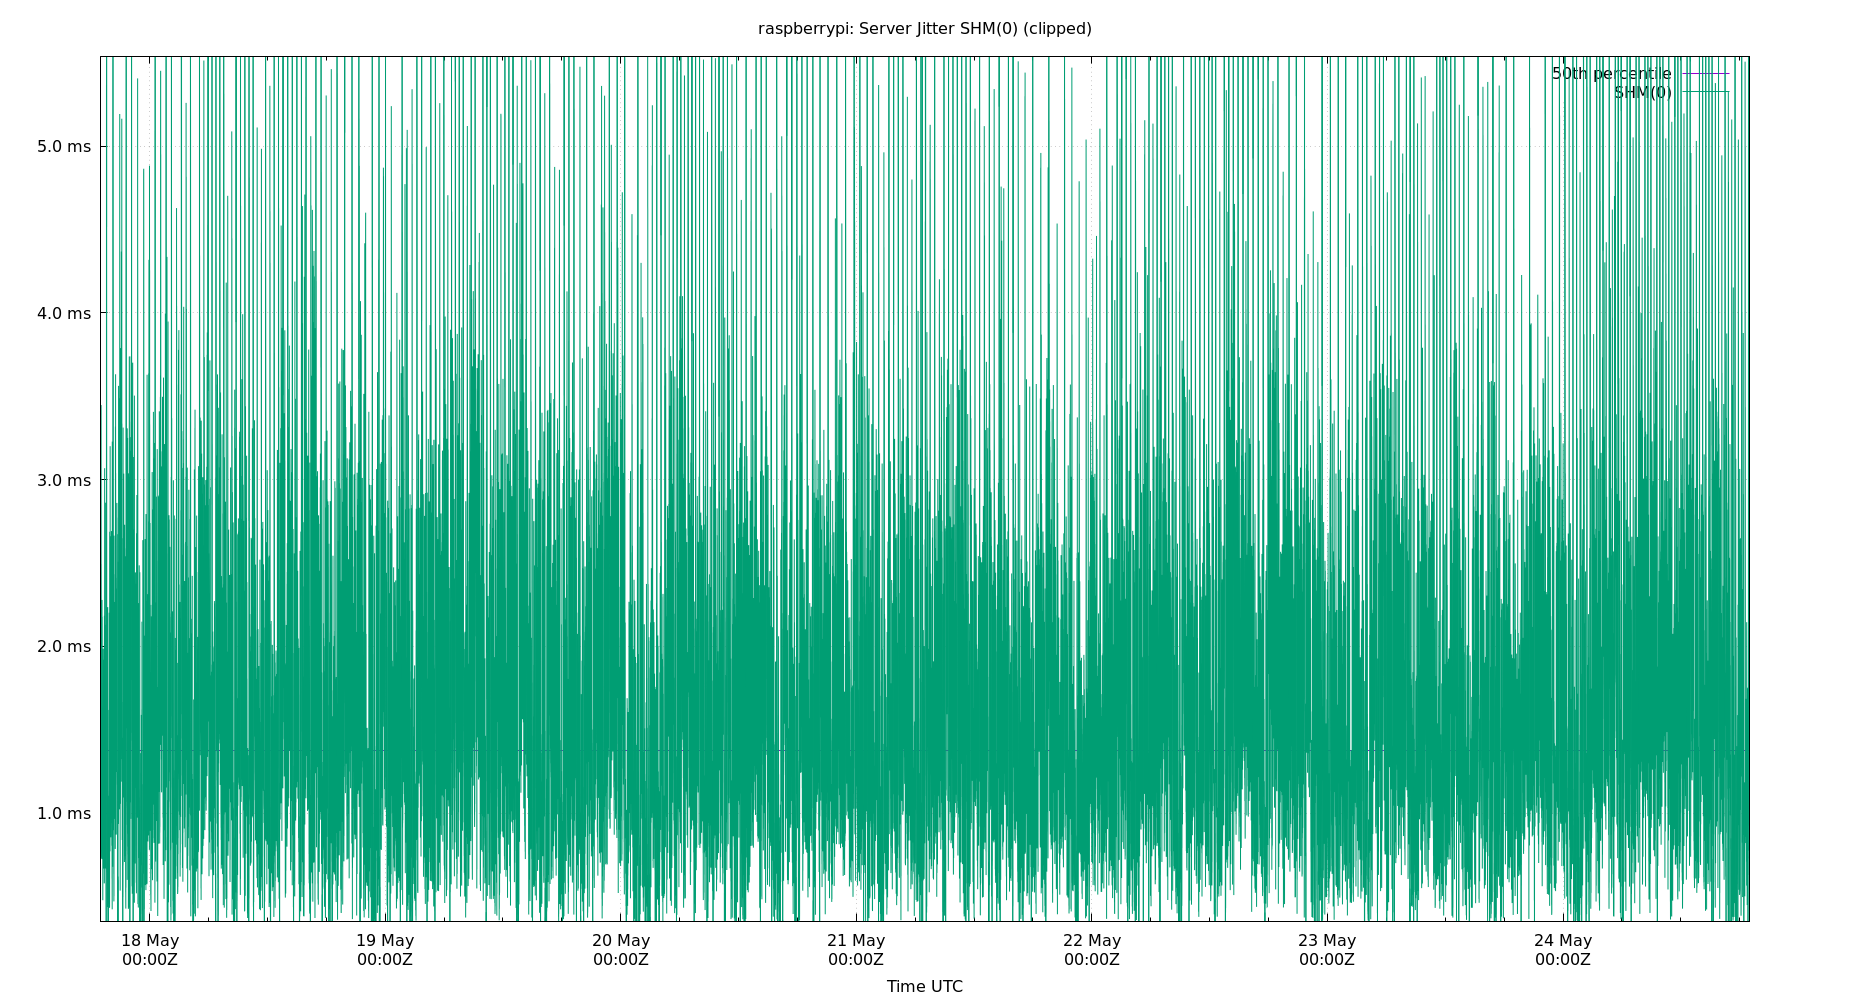 raspberrypi: Server Jitter SHM(0) (clipped)
50th percentile
SHM(0)
5.0 ms
4.0 ms
3.0 ms
2.0 ms
1.0 ms
18 May 19 May 20 May 21 May 22 May 23 May 24 May
00:00Z 00:00Z 00:00Z 00:00Z 00:00Z 00:00Z 00:00Z
Time UTC